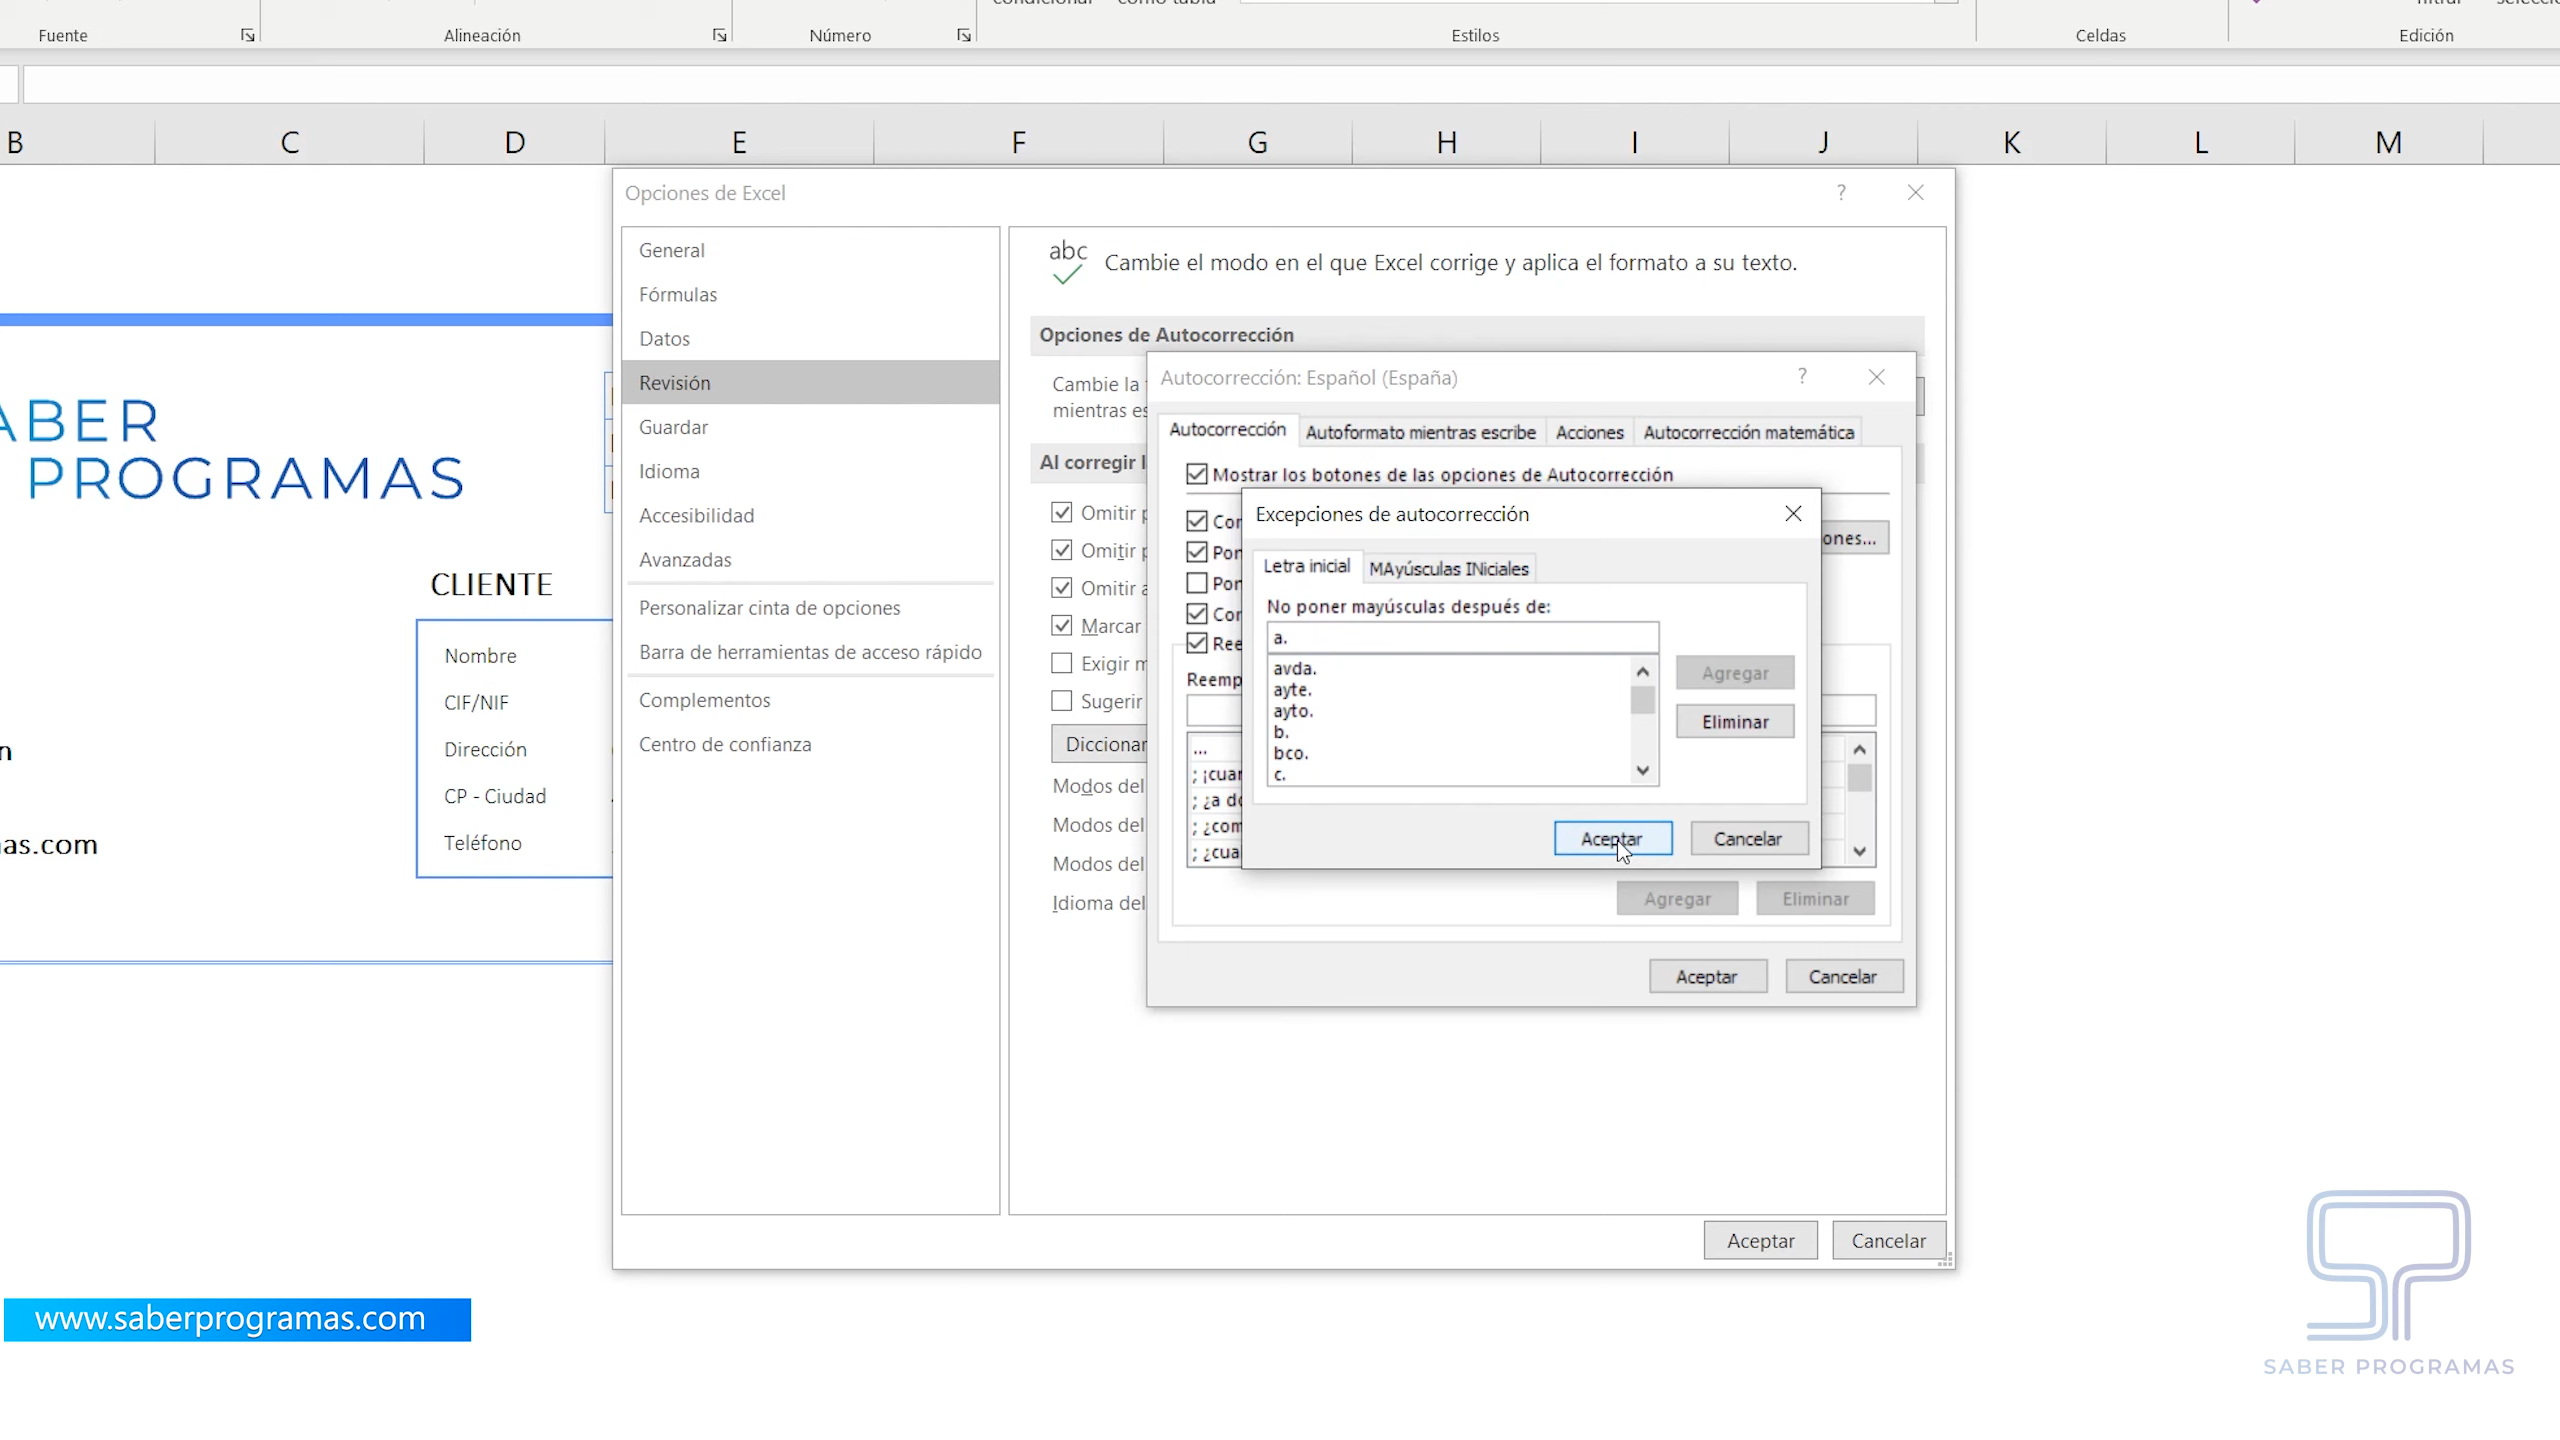 Fuente
Alineación
Número
Estilos
Celdas
Edición
B C D E F G H I J K L M
Opciones de Excel
?
General
Fórmulas
Datos
Revisión
Guardar
Idioma
Accesibilidad
Avanzadas
Personalizar cinta de opciones
Barra de herramientas de acceso rápido
Complementos
Centro de confianza
abc
Cambie el modo en el que Excel corrige y aplica el formato a su texto.
Opciones de Autocorrección
Cambie la
mientras es
Al corregir l
Omitir p
Omitir p
Omitir a
Marcar
Exigir m
Sugerir
Diccionar
Modos del
Modos del
Modos del
Idioma del
Autocorrección: Español (España)
?
Autocorrección
Autoformato mientras escribe
Acciones
Autocorrección matemática
Mostrar los botones de las opciones de Autocorrección
Cor
Por
Por
Cor
Ree
ones...
Reemp
...
; ¡cuar
; ¿a do
; ¿com
; ¿cua
Agregar
Eliminar
Aceptar
Cancelar
Excepciones de autocorrección
Letra inicial
MAyúsculas INiciales
No poner mayúsculas después de:
a.
avda.
ayte.
ayto.
b.
bco.
c.
Agregar
Eliminar
Aceptar
Cancelar
Aceptar
Cancelar
ABER
PROGRAMAS
CLIENTE
Nombre
CIF/NIF
Dirección
CP - Ciudad
Teléfono
n
as.com
www.saberprogramas.com
SABER PROGRAMAS